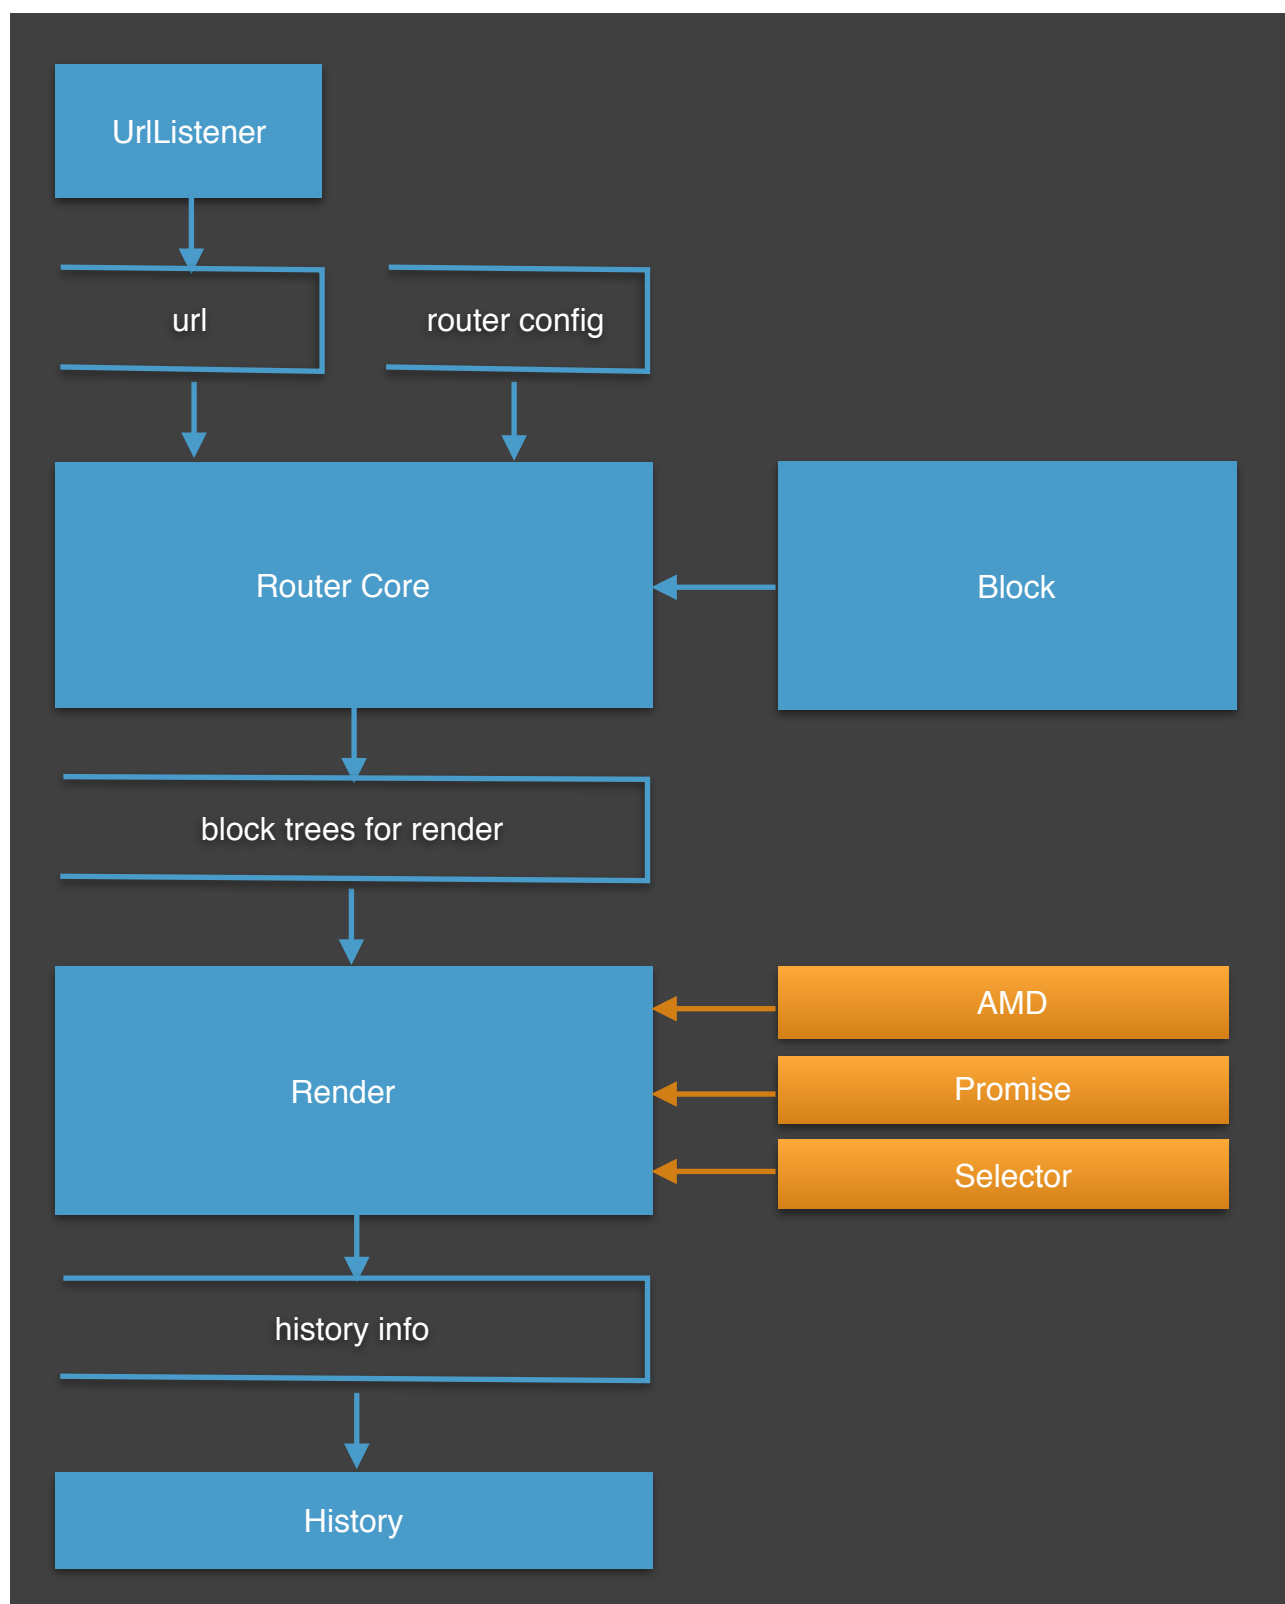 UrlListener
url
router config
Router Core
Block
block trees for render
AMD
Promise
Render
Selector
history info
History